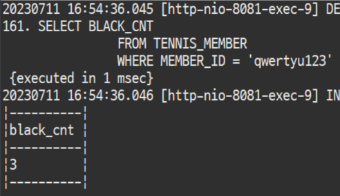 20230711 16:54:36.045 [http-nio-8081-exec-9] DE
161. SELECT BLACK_CNT
FROM TENNIS_MEMBER
WHERE MEMBER_ID = 'qwertyu123'
{executed in 1 msec}
20230711 16:54:36.046 [http-nio-8081-exec-9] IN
|----------|
|black_cnt |
|----------|
|3         |
|----------|